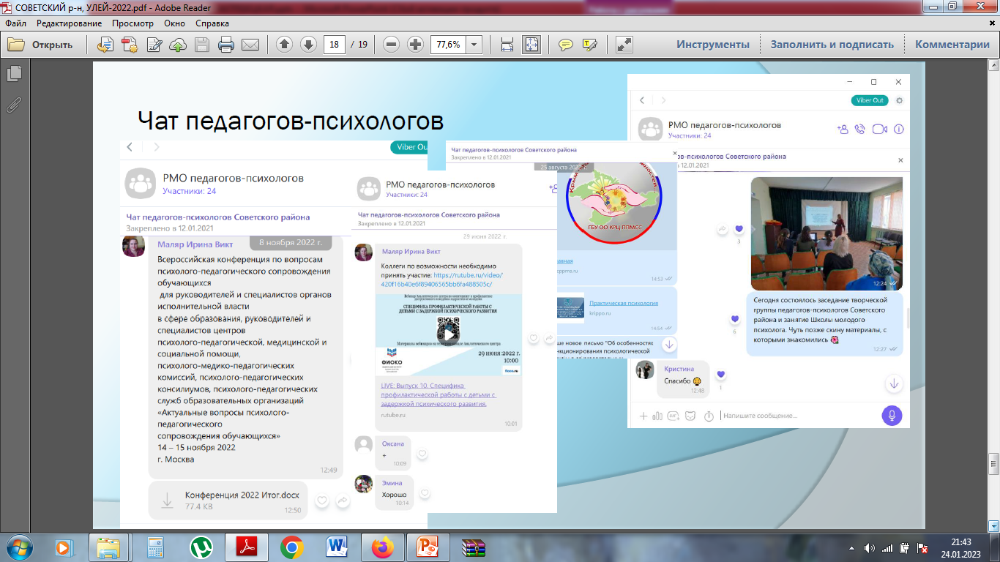 СОВЕТСКИЙ р-н, УЛЕЙ-2022.pdf - Adobe Reader
Файл Редактирование Просмотр Окно Справка
Открыть
18 / 19
77,6%
Инструменты
Заполнить и подписать
Комментарии
Чат педагогов-психологов
Viber Ou
РМО педагогов-психологов
Участники: 24
Чат педагогов-психологов Советского района
Закреплено в 12.01.2021
8 ноября 2022 г.
Маляр Ирина Викт
Всероссийская конференция по вопросам
психолого-педагогического сопровождения
обучающихся
для руководителей и специалистов органов
исполнительной власти
в сфере образования, руководителей и
специалистов центров
психолого-педагогической, медицинской и
социальной помощи,
психолого-медико-педагогических
комиссий, психолого-педагогических
консилиумов, психолого-педагогических
служб образовательных организаций
«Актуальные вопросы психолого-
педагогического
сопровождения обучающихся»
14 – 15 ноября 2022
г. Москва
12:49
Конференция 2022 Итог.docx
77.4 KB
12:50
РМО педагогов-психологов
Участники: 24
Чат педагогов-психологов Советского района
Закреплено в 12.01.2021
29 июня 2022 г.
Маляр Ирина Викт
Коллеги по возможности необходимо
принять участие: https://rutube.ru/video/
420f16b40e6f89406565bb6fa488505c/
СПЕЦИФИКА ПРОФИЛАКТИЧЕСКОЙ РАБОТЫ С
ДЕТЬМИ С ЗАДЕРЖКОЙ ПСИХИЧЕСКОГО РАЗВИТИЯ
ФИОКО
29 ИЮНЯ 2022 г.
10:00
LIVE: Выпуск 10. Специфика
профилактической работы с детьми с
задержкой психического развития.
rutube.ru
10:01
Оксана
+
10:09
Эмина
Хорошо
10:14
Чат педагогов-психологов Советского района
Закреплено в 12.01.2021
25 августа 202
ГБУ ОО КРЦ ППМСС
авная
cppms.ru
14:53
Практическая психология
krippo.ru
14:54
ше новое письмо "Об особенностях
нкционирования психологической
Viber Out
РМО педагогов-психологов
Участники: 24
ов-психологов Советского района
в 12.01.2021
3
12:24
Сегодня состоялось заседание творческой
группы педагогов-психологов Советского
района и занятие Школы молодого
психолога. Чуть позже скину материалы, с
которыми знакомились
6
12:27
Кристина
Спасибо
12:48
1
GIF
Напишите сообщение...
21:43
24.01.2023